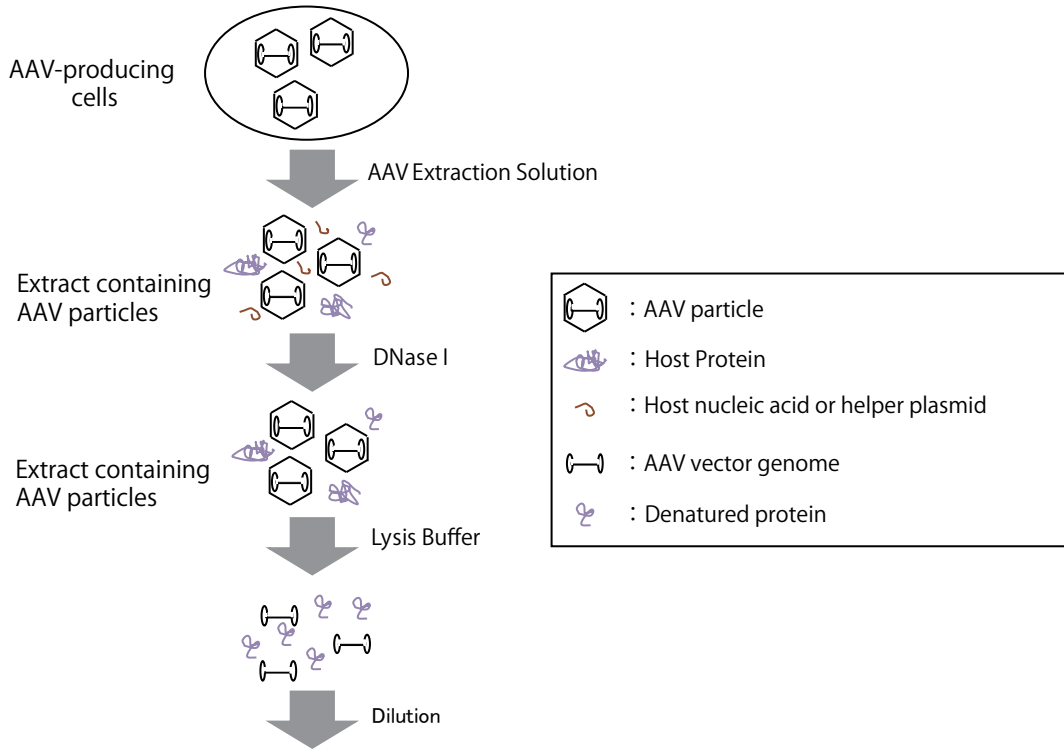 AAV-producing
cells
AAV Extraction Solution
Extract containing
AAV particles
DNase I
Extract containing
AAV particles
Lysis Buffer
Dilution
: AAV particle
: Host Protein
: Host nucleic acid or helper plasmid
: AAV vector genome
: Denatured protein